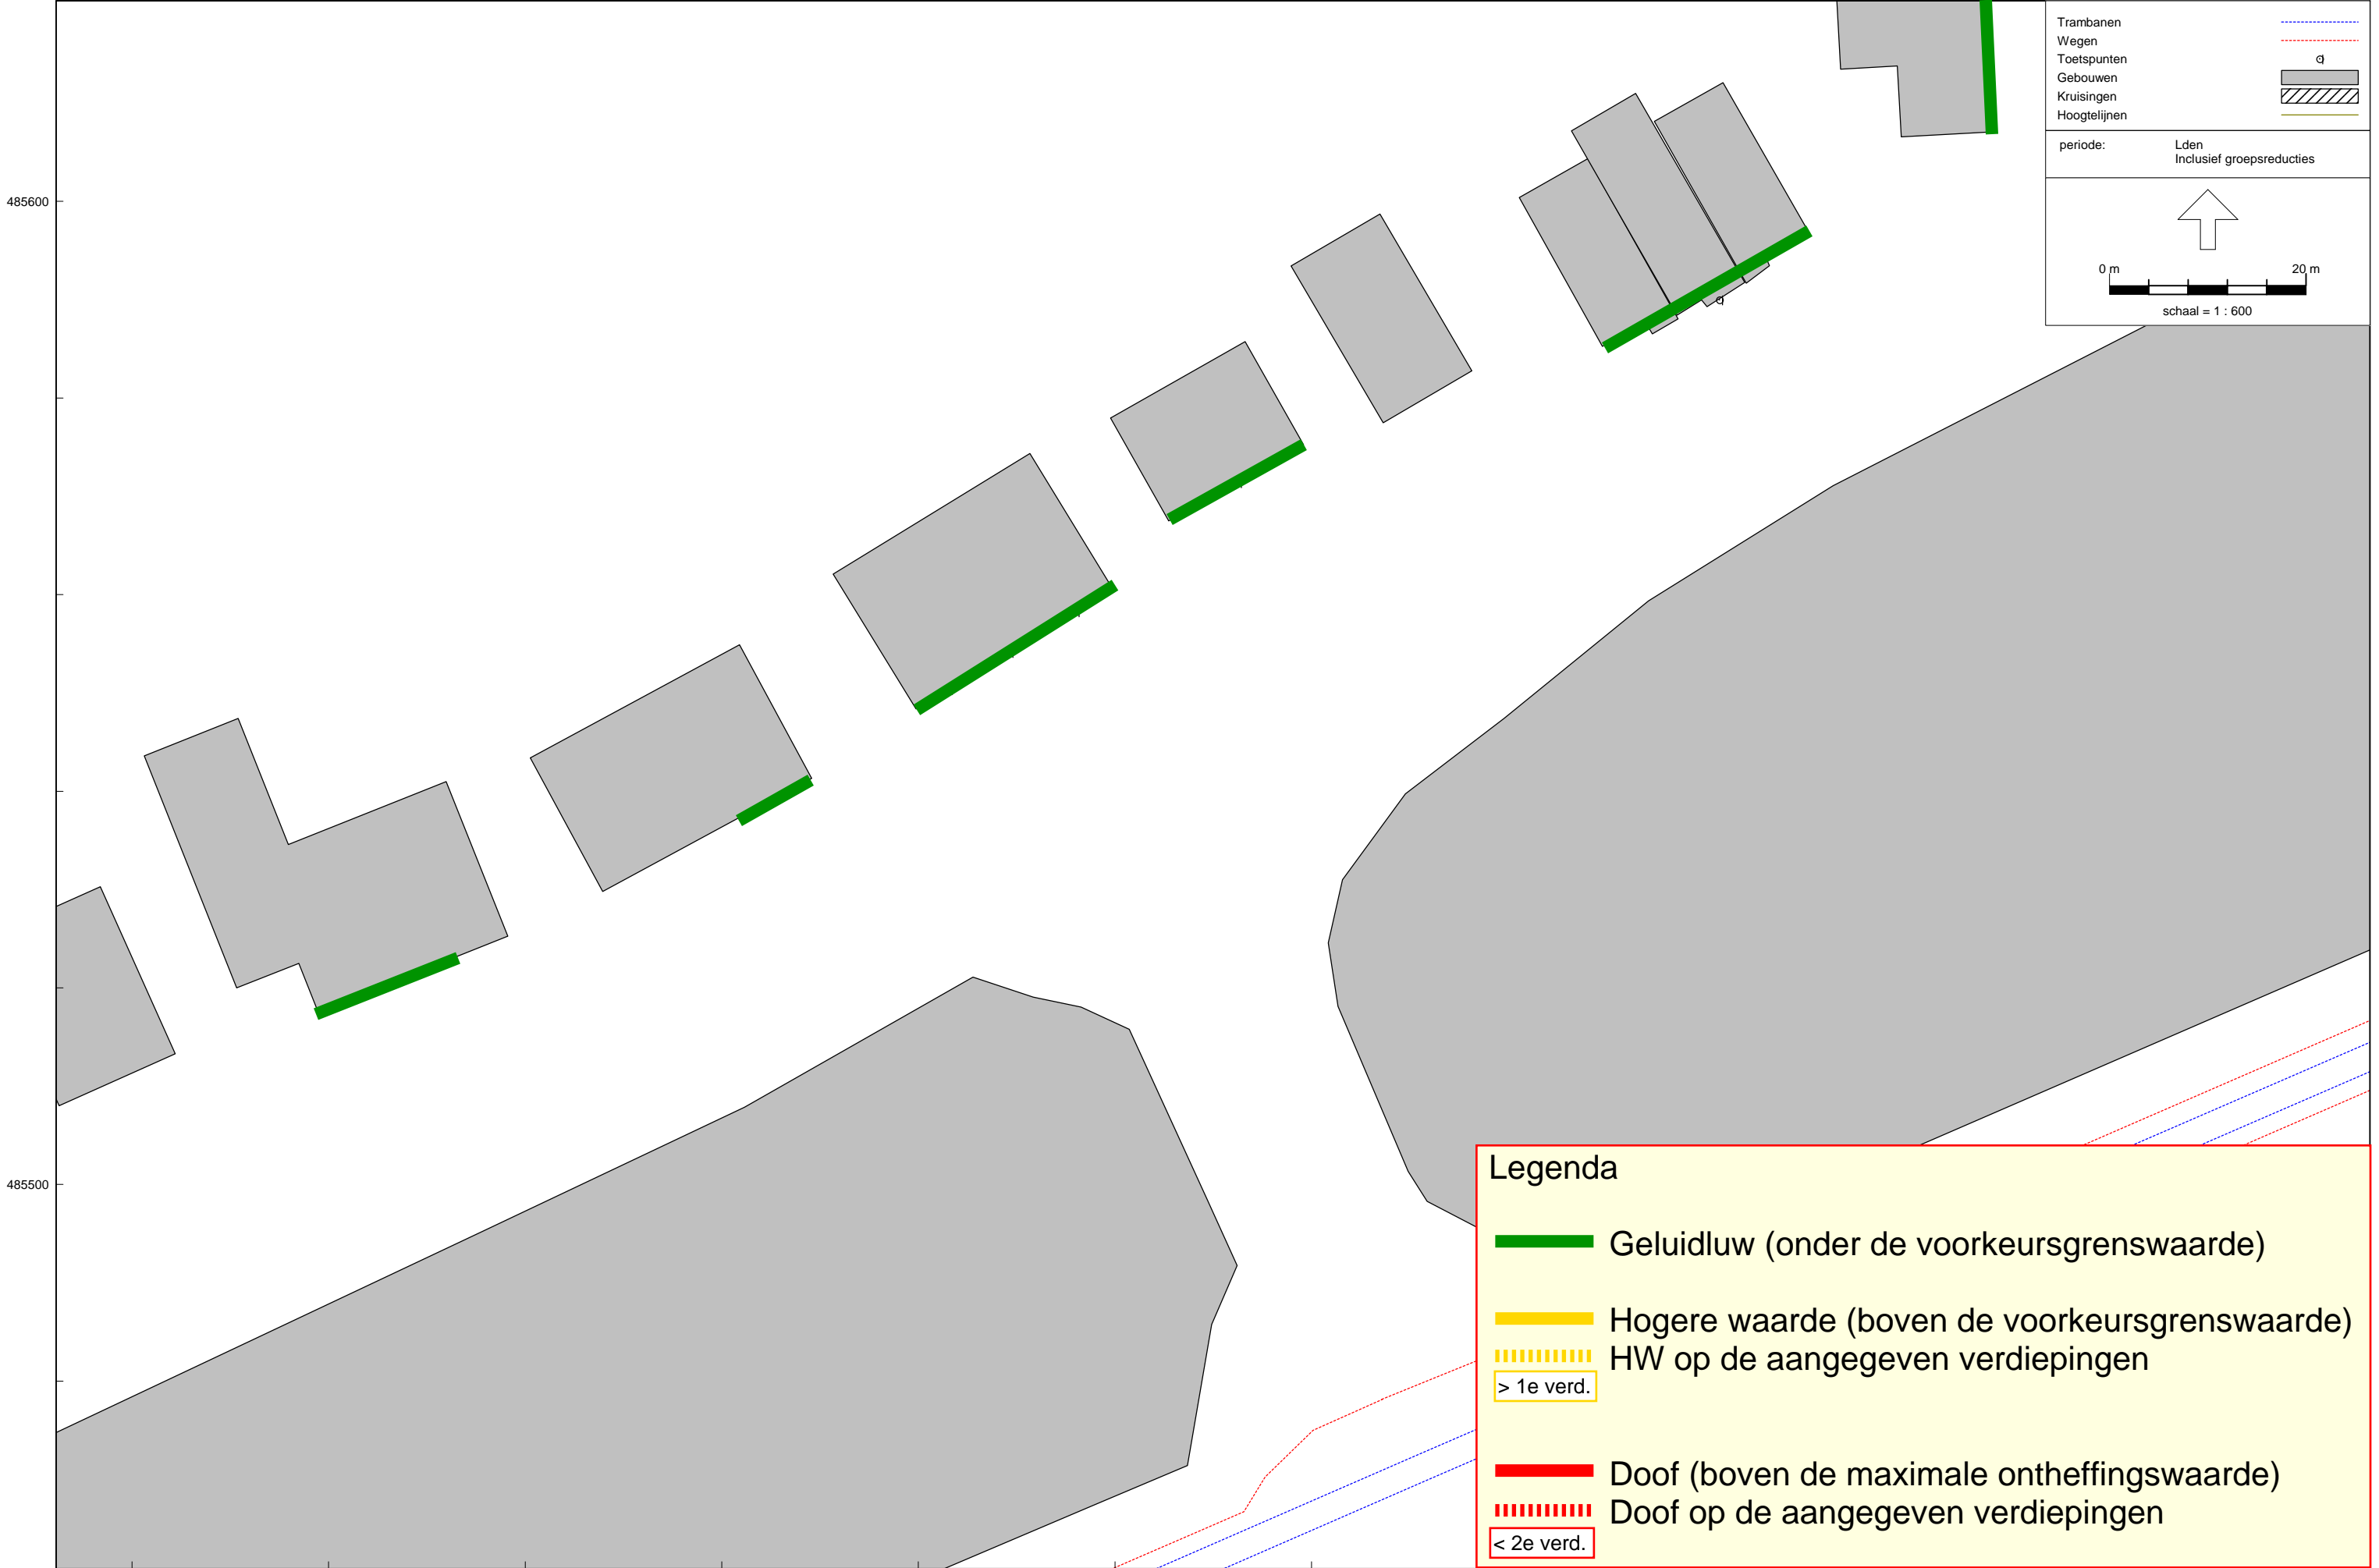 Trambanen
Wegen
Toetspunten
Gebouwen
Kruisingen
Hoogtelijnen
periode: Lden
Inclusief groepsreducties
0 m 20 m
schaal = 1 : 600
485600
485500
Legenda
Geluidluw (onder de voorkeursgrenswaarde)
Hogere waarde (boven de voorkeursgrenswaarde)
HW op de aangegeven verdiepingen
> 1e verd.
Doof (boven de maximale ontheffingswaarde)
Doof op de aangegeven verdiepingen
< 2e verd.